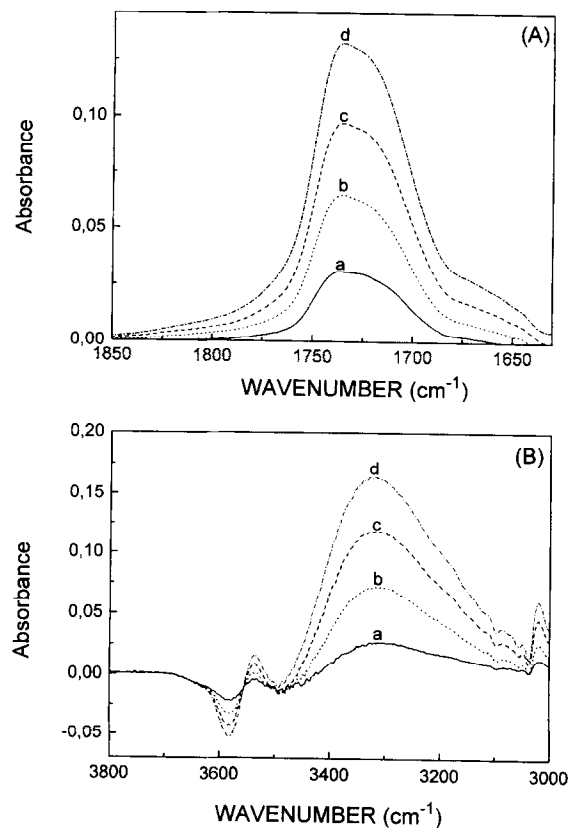 (A)
d
c
b
a
0,10
0,05
0,00
Absorbance
1850
1800
1750
1700
1650
WAVENUMBER (cm-1)
(B)
d
c
b
a
0,20
0,15
0,10
0,05
0,00
-0,05
Absorbance
3800
3600
3400
3200
3000
WAVENUMBER (cm-1)